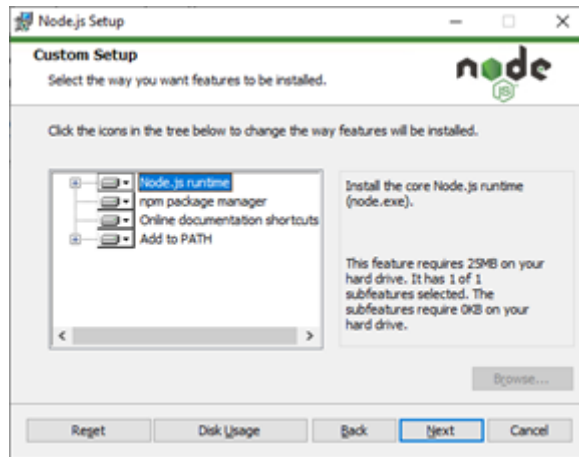 Node.js Setup
Custom Setup
Select the way you want features to be installed.
node
JS
Click the icons in the tree below to change the way features will be installed.
Node.js runtime
npm package manager
Online documentation shortcuts
Add to PATH
Install the core Node.js runtime
(node.exe).
This feature requires 25MB on your
hard drive. It has 1 of 1
subfeatures selected. The
subfeatures require 0KB on your
hard drive.
Browse...
Reset
Disk Usage
Back
Next
Cancel